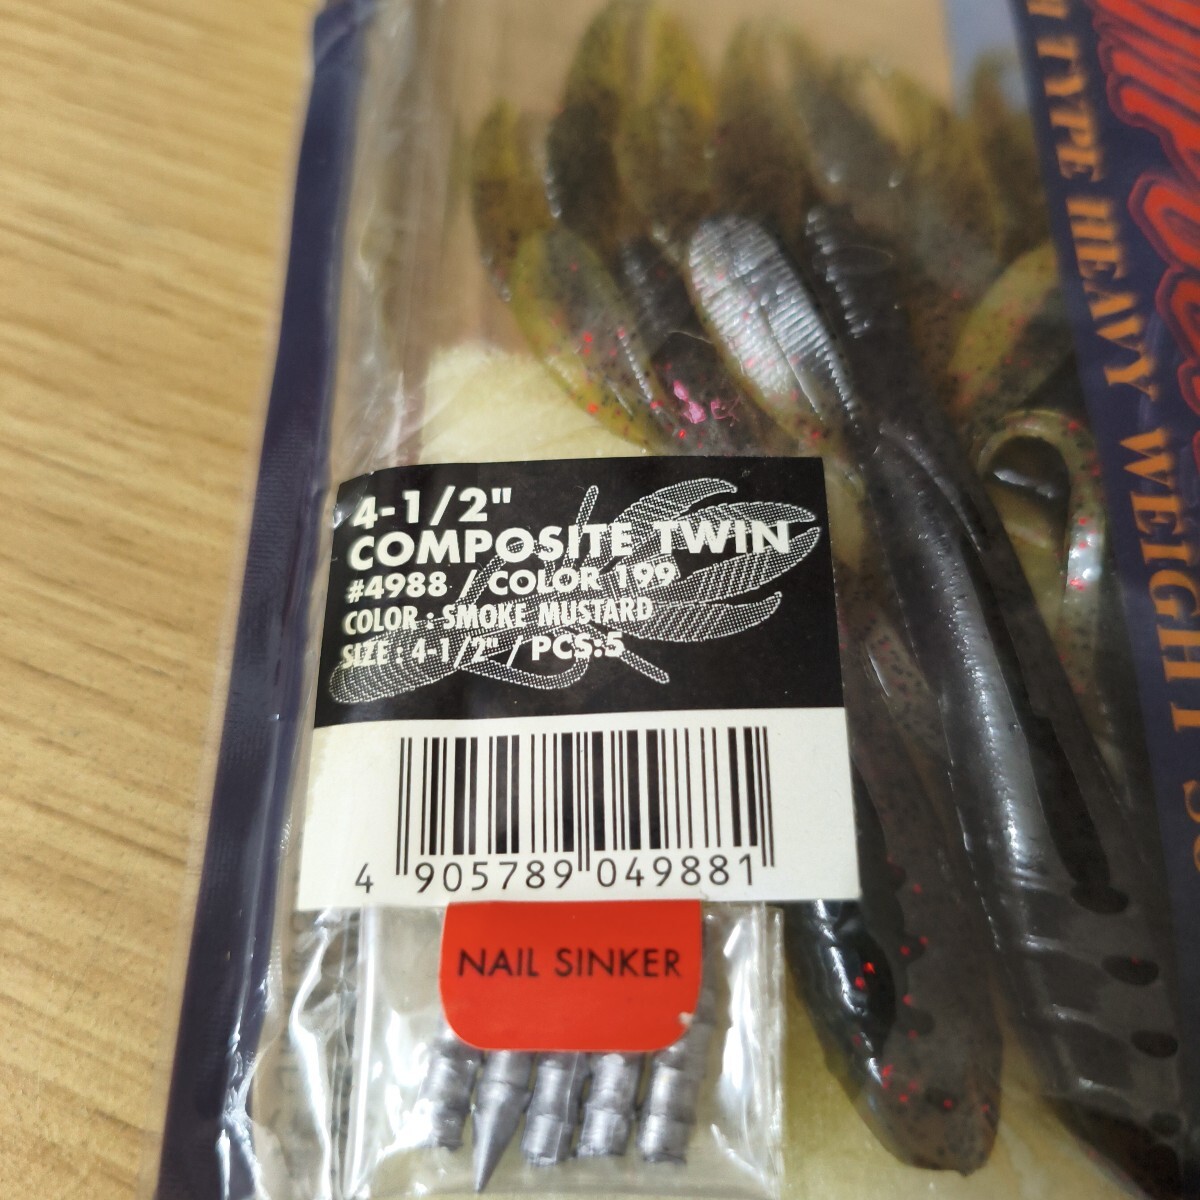 4-1/2"
COMPOSITE TWIN
#4988 / COLOR 199
COLOR : SMOKE MUSTARD
SIZE : 4-1/2" / PCS:5
4 905789 049881
NAIL SINKER
TYPE HEAVY WEIGHT